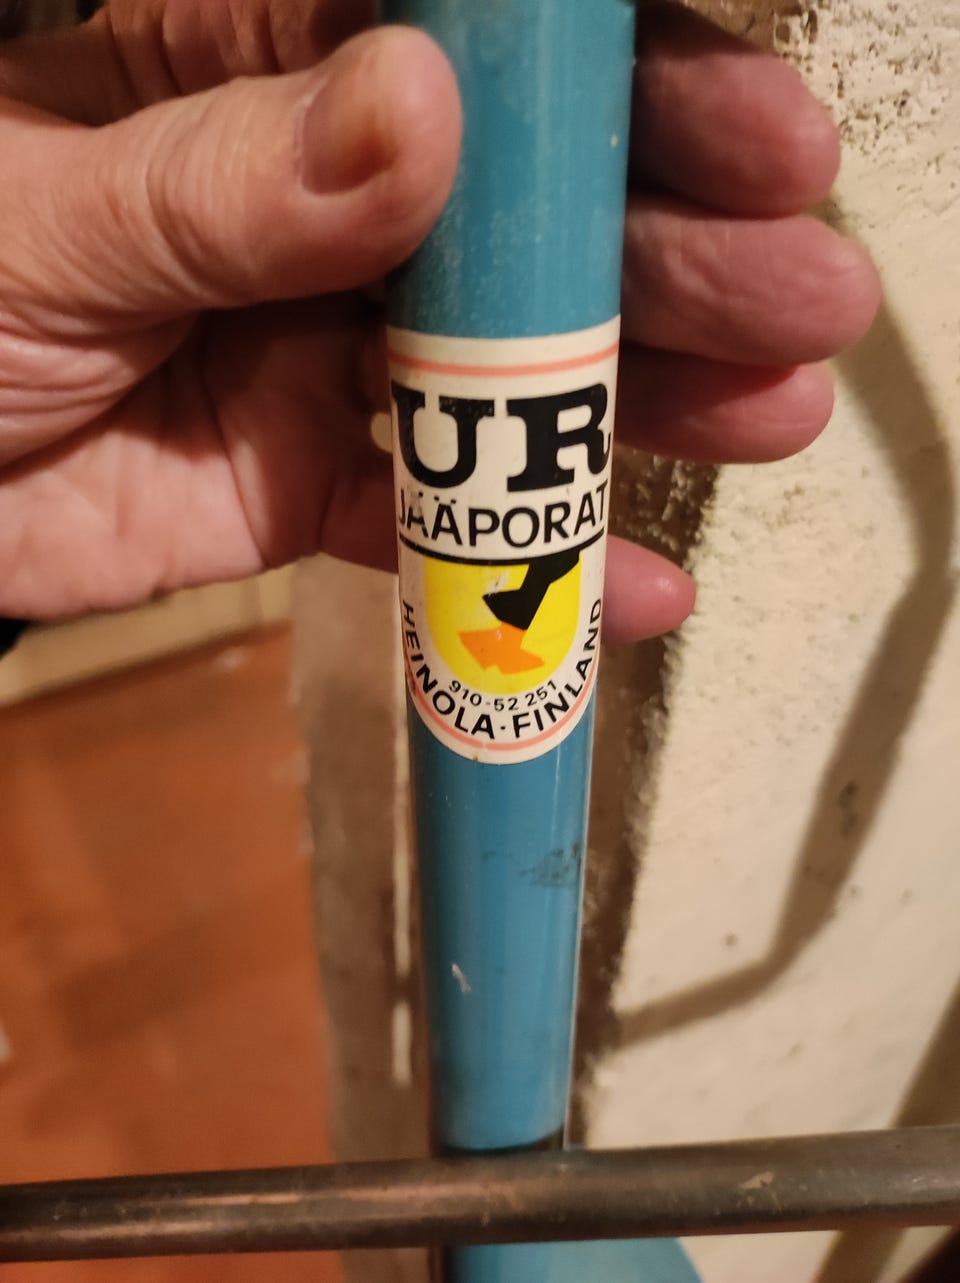 UR
JÄÄPORAT
910-52 251
HEINOLA·FINLAND